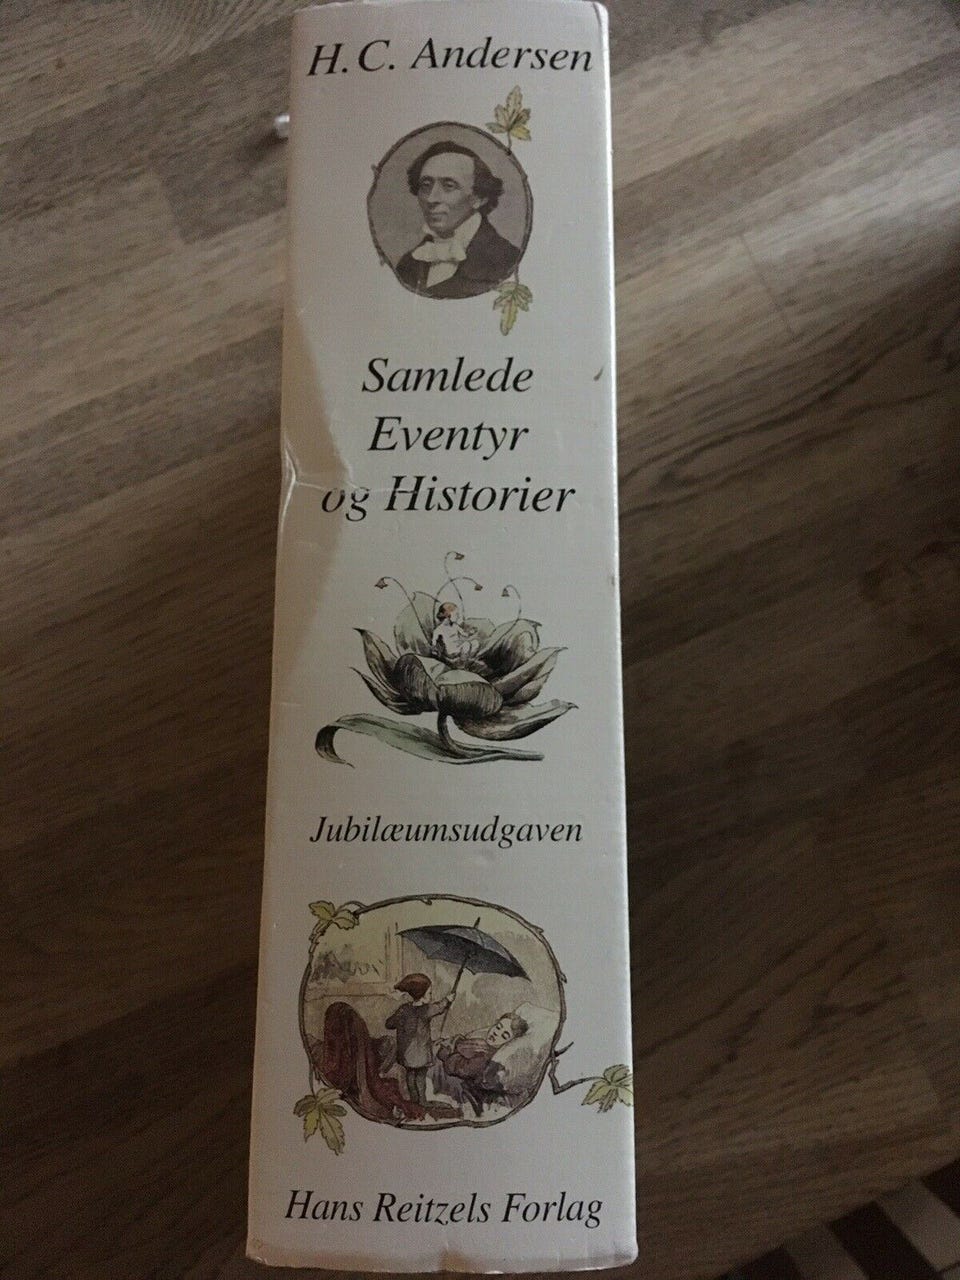 H. C. Andersen
Samlede
Eventyr
og Historier
Jubilæumsudgaven
Hans Reitzels Forlag